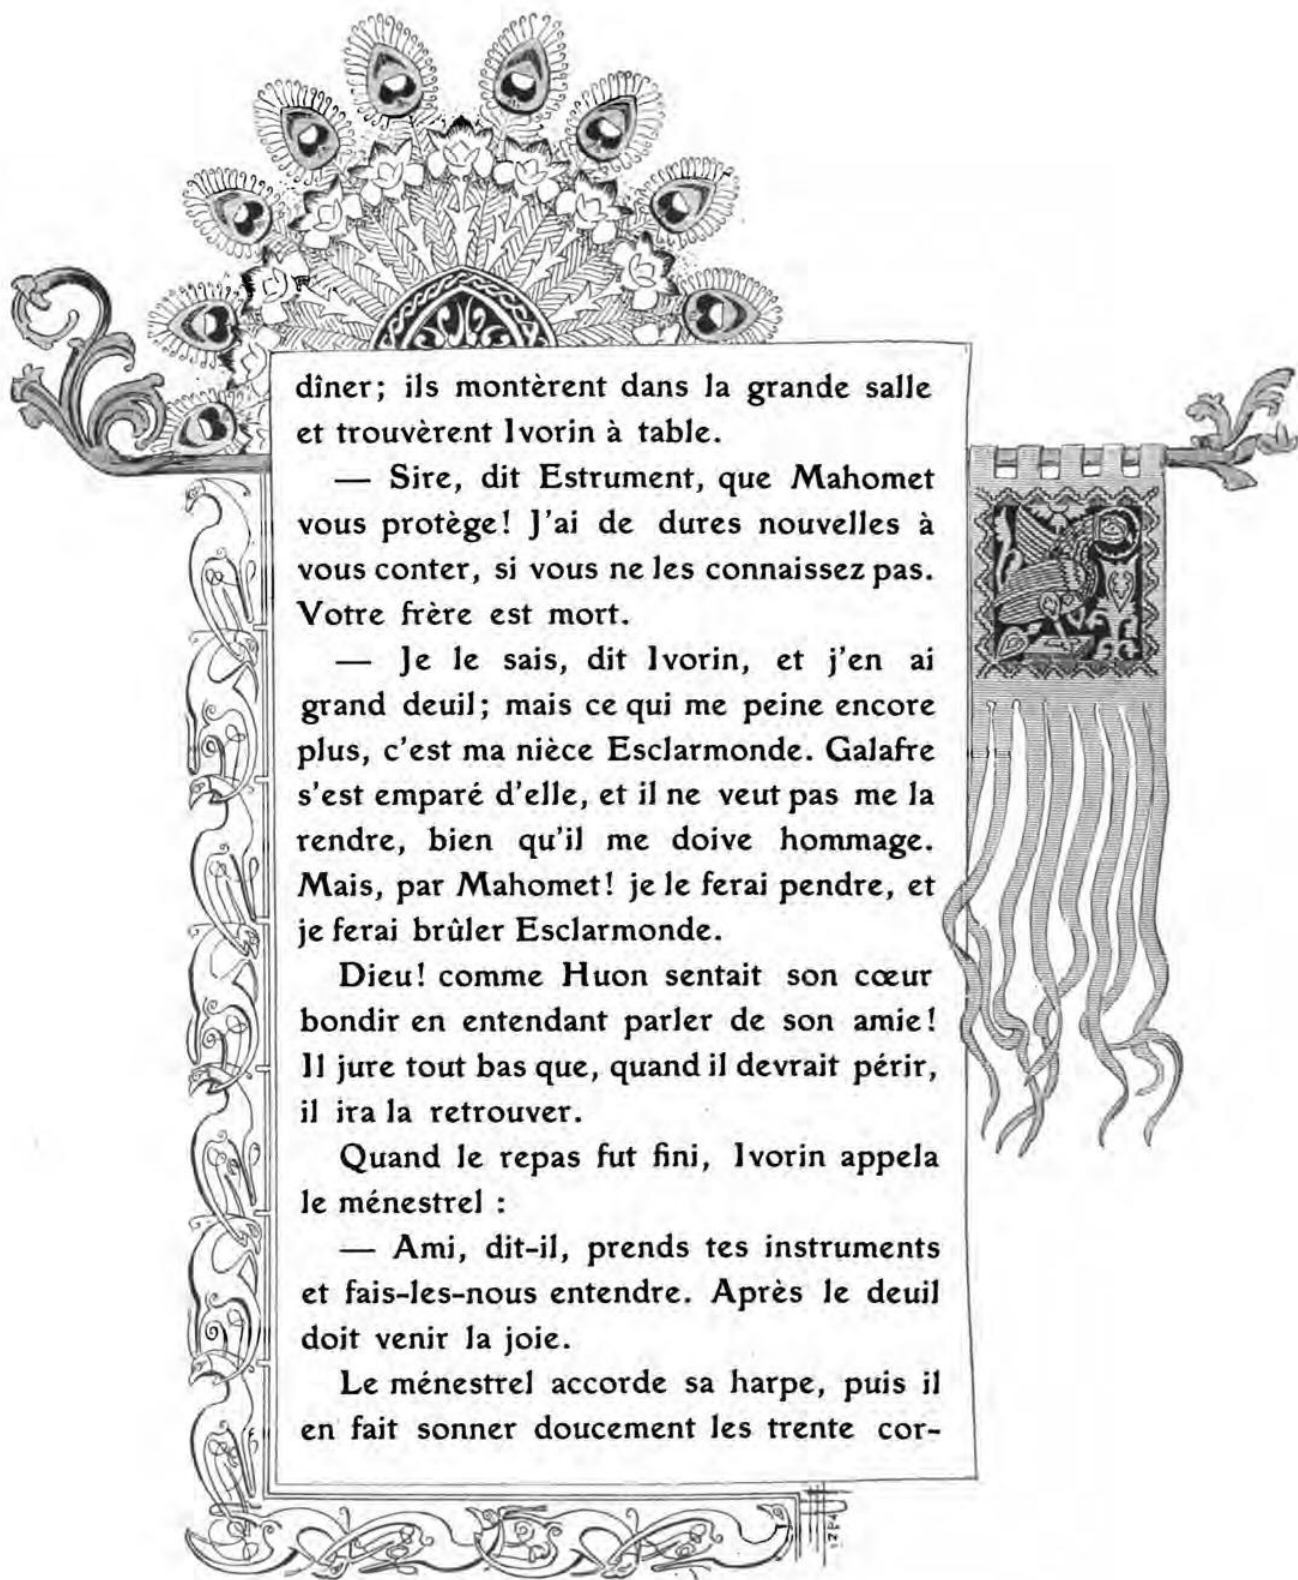 dîner; ils montèrent dans la grande salle
et trouvèrent Ivorin à table.
— Sire, dit Estrument, que Mahomet
vous protège! J'ai de dures nouvelles à
vous conter, si vous ne les connaissez pas.
Votre frère est mort.
— Je le sais, dit Ivorin, et j'en ai
grand deuil; mais ce qui me peine encore
plus, c'est ma nièce Esclarmonde. Galafre
s'est emparé d'elle, et il ne veut pas me la
rendre, bien qu'il me doive hommage.
Mais, par Mahomet! je le ferai pendre, et
je ferai brûler Esclarmonde.
Dieu! comme Huon sentait son cœur
bondir en entendant parler de son amie!
Il jure tout bas que, quand il devrait périr,
il ira la retrouver.
Quand le repas fut fini, Ivorin appela
le ménestrel :
— Ami, dit-il, prends tes instruments
et fais-les-nous entendre. Après le deuil
doit venir la joie.
Le ménestrel accorde sa harpe, puis il
en fait sonner doucement les trente cor-